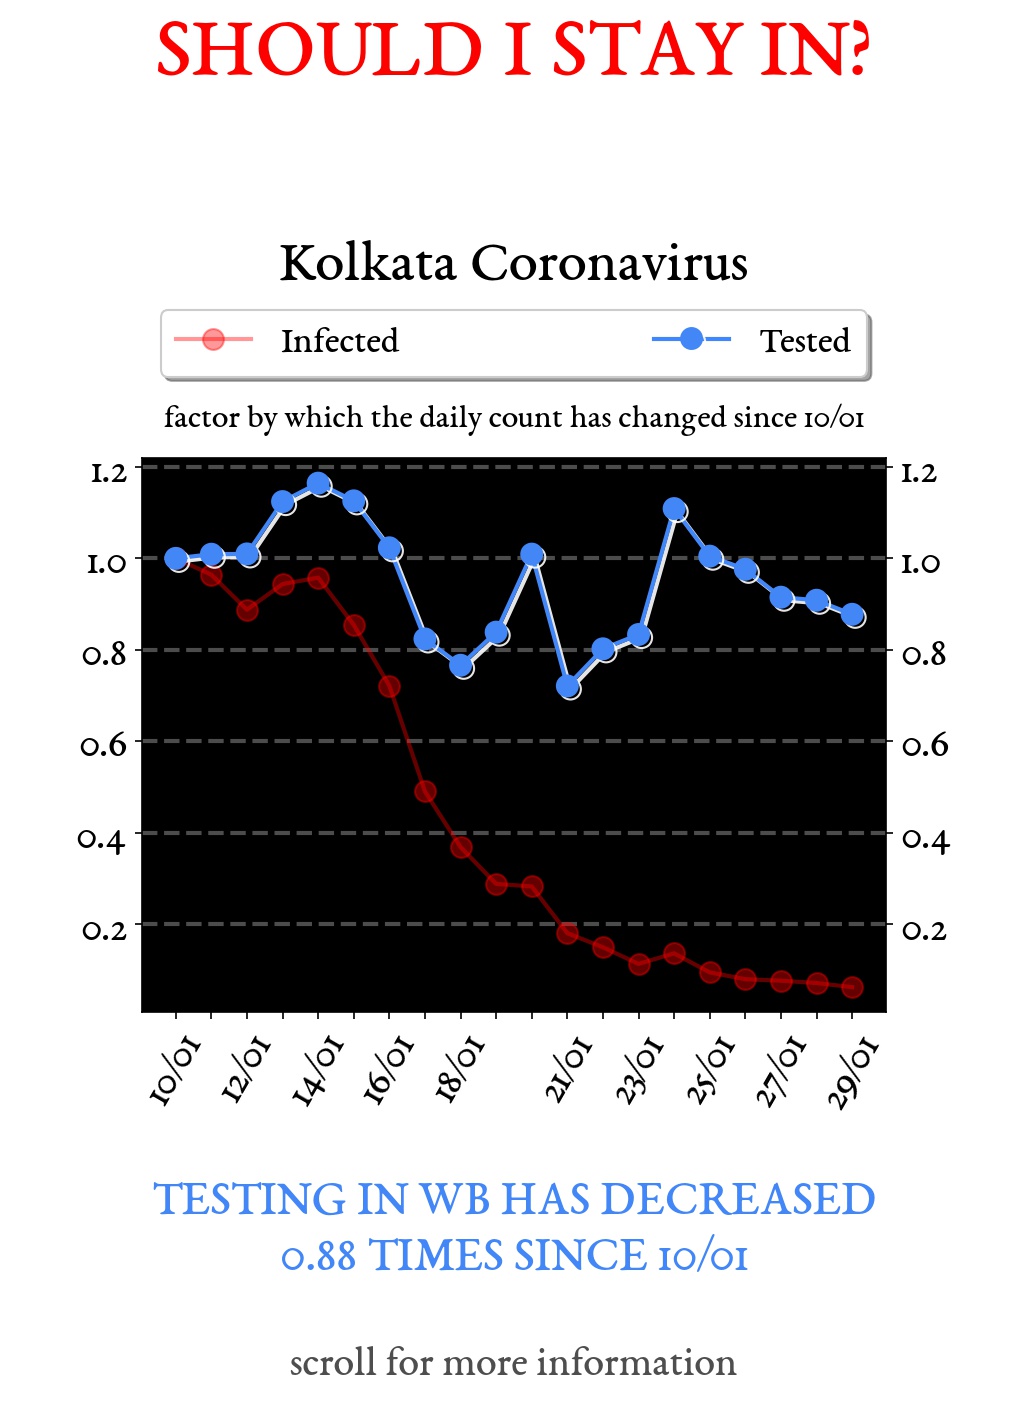 SHOULD I STAY IN?
Kolkata Coronavirus
Infected Tested
factor by which the daily count has changed since 10/01
1.2 1.2
1.0 1.0
0.8 0.8
0.6 0.6
0.4 0.4
0.2 0.2
10/01 12/01 14/01 16/01 18/01 21/01 23/01 25/01 27/01 29/01
TESTING IN WB HAS DECREASED
0.88 TIMES SINCE 10/01
scroll for more information